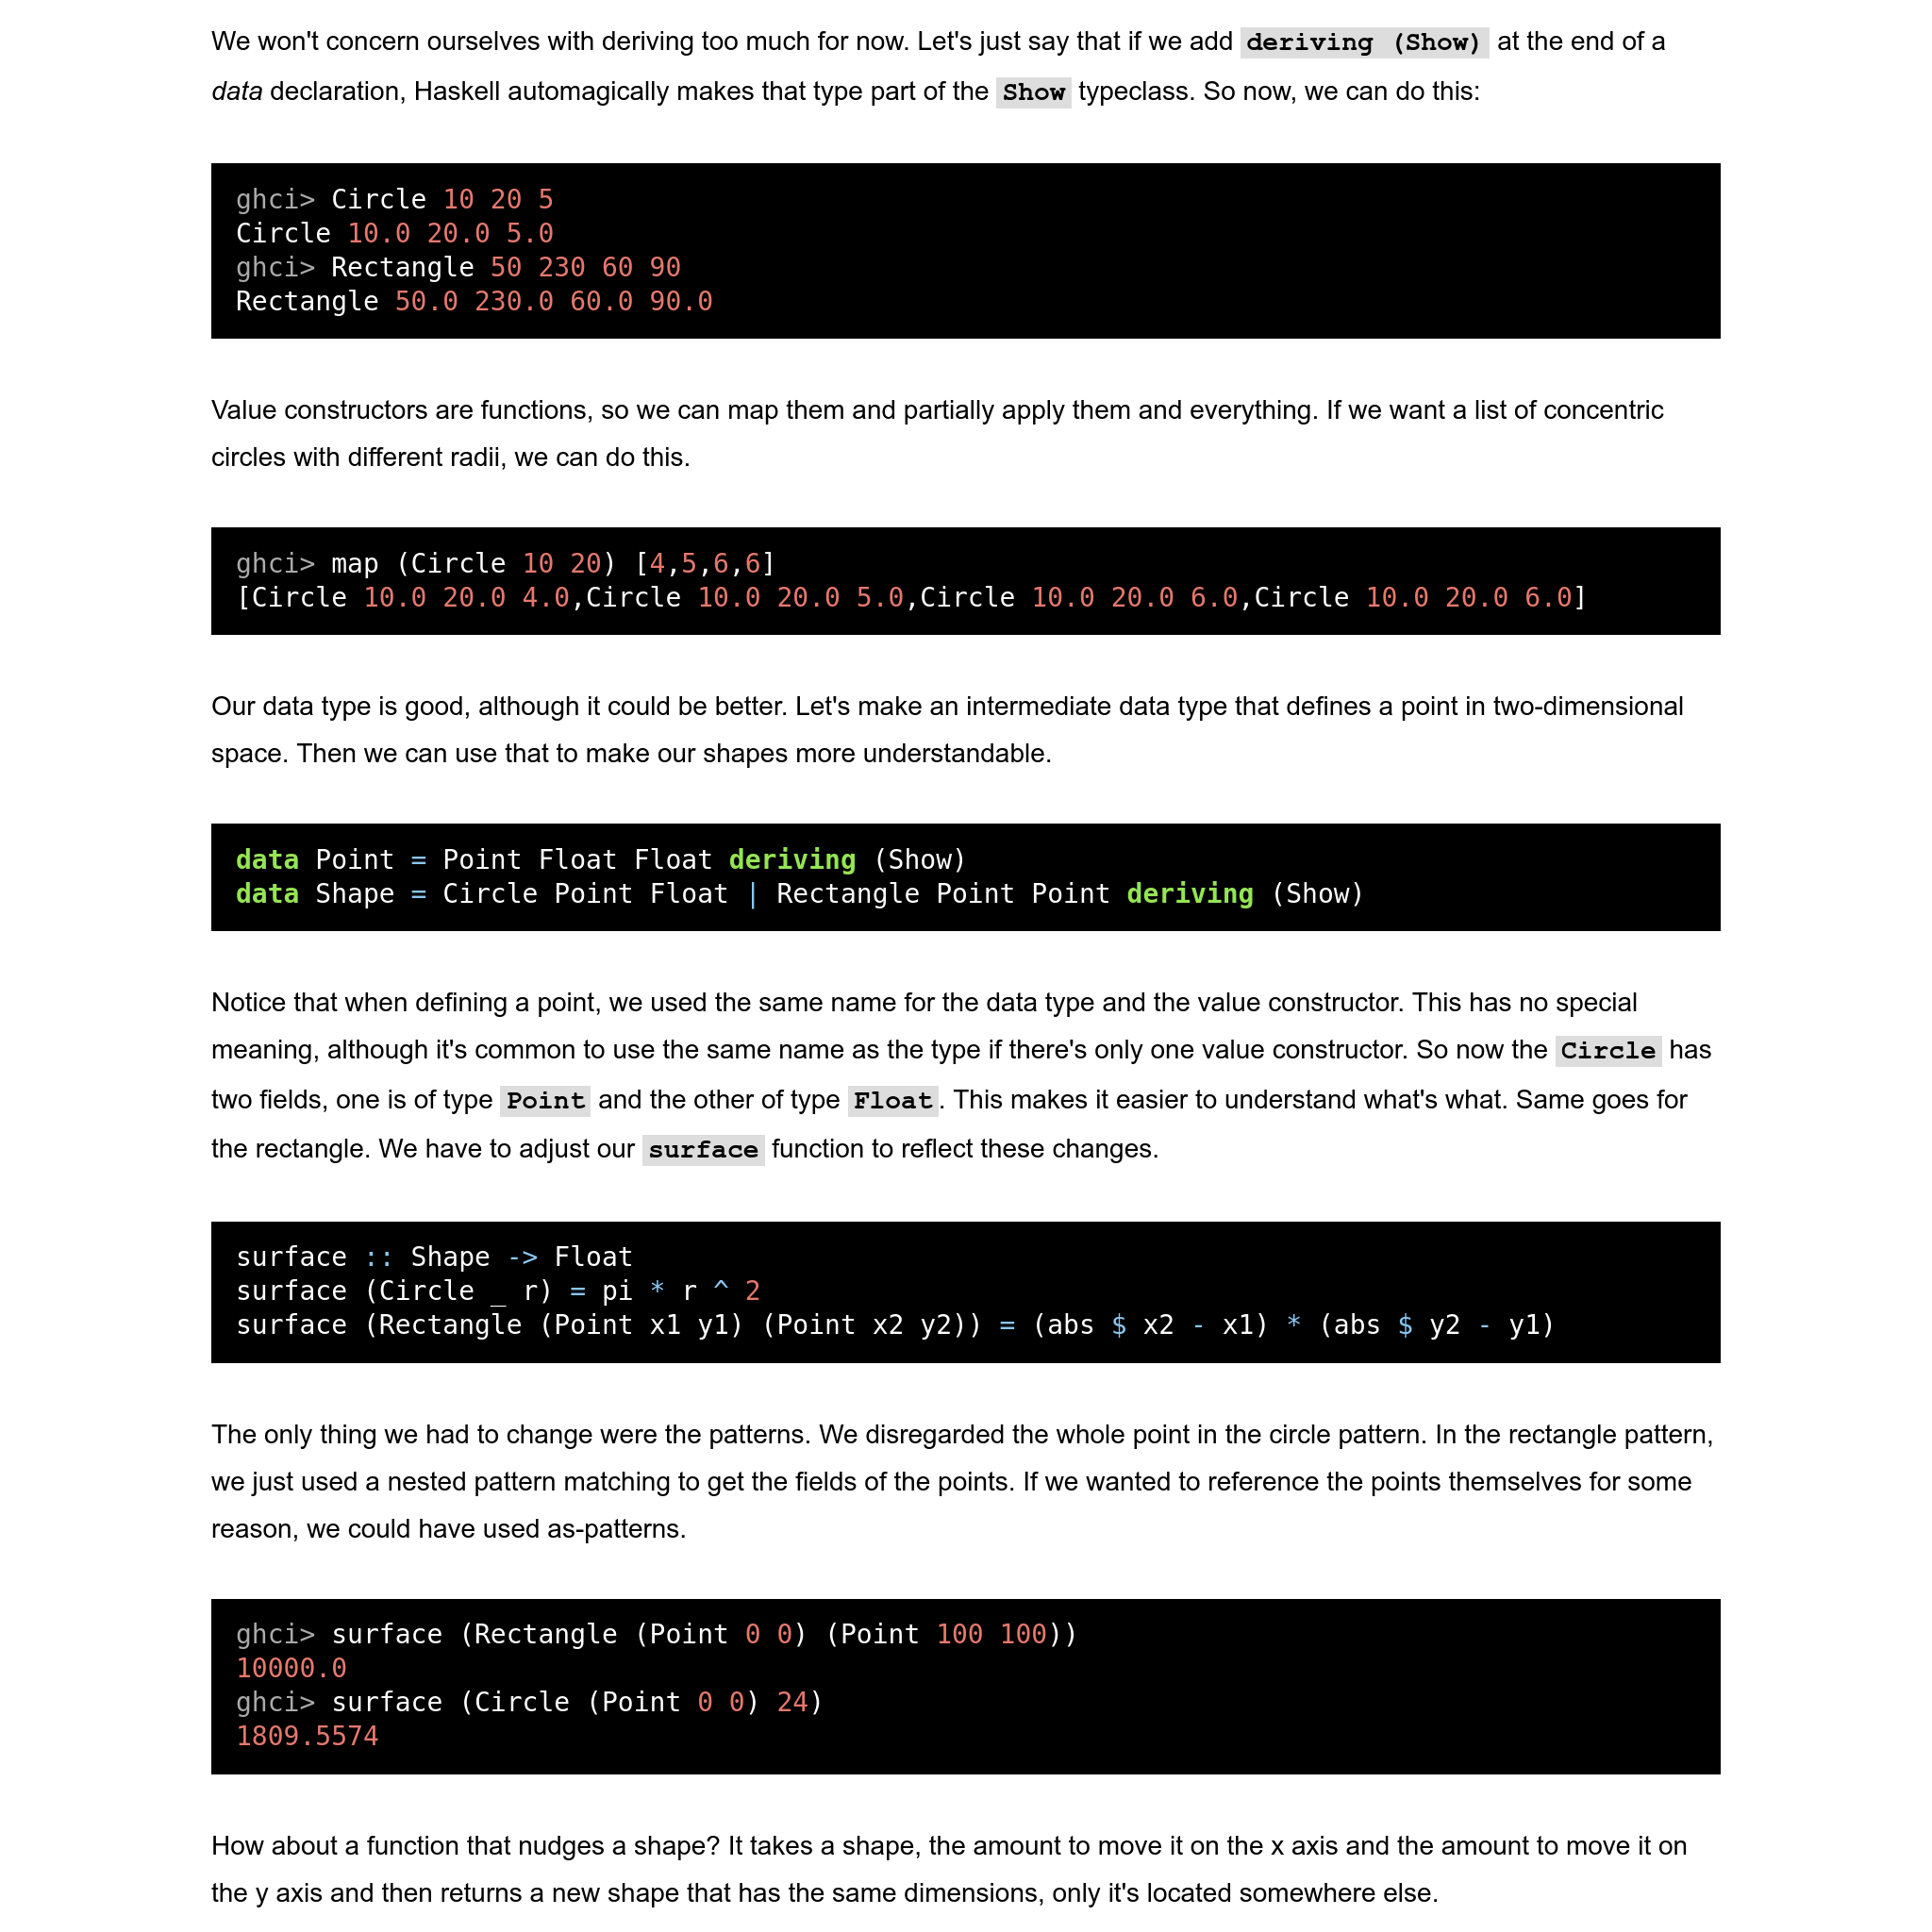 We won't concern ourselves with deriving too much for now. Let's just say that if we add deriving (Show) at the end of a
data declaration, Haskell automagically makes that type part of the Show typeclass. So now, we can do this:
ghci> Circle 10 20 5
Circle 10.0 20.0 5.0
ghci> Rectangle 50 230 60 90
Rectangle 50.0 230.0 60.0 90.0
Value constructors are functions, so we can map them and partially apply them and everything. If we want a list of concentric
circles with different radii, we can do this.
ghci> map (Circle 10 20) [4,5,6,6]
[Circle 10.0 20.0 4.0,Circle 10.0 20.0 5.0,Circle 10.0 20.0 6.0,Circle 10.0 20.0 6.0]
Our data type is good, although it could be better. Let's make an intermediate data type that defines a point in two-dimensional
space. Then we can use that to make our shapes more understandable.
data Point = Point Float Float deriving (Show)
data Shape = Circle Point Float | Rectangle Point Point deriving (Show)
Notice that when defining a point, we used the same name for the data type and the value constructor. This has no special
meaning, although it's common to use the same name as the type if there's only one value constructor. So now the Circle has
two fields, one is of type Point and the other of type Float. This makes it easier to understand what's what. Same goes for
the rectangle. We have to adjust our surface function to reflect these changes.
surface :: Shape -> Float
surface (Circle _ r) = pi * r ^ 2
surface (Rectangle (Point x1 y1) (Point x2 y2)) = (abs $ x2 - x1) * (abs $ y2 - y1)
The only thing we had to change were the patterns. We disregarded the whole point in the circle pattern. In the rectangle pattern,
we just used a nested pattern matching to get the fields of the points. If we wanted to reference the points themselves for some
reason, we could have used as-patterns.
ghci> surface (Rectangle (Point 0 0) (Point 100 100))
10000.0
ghci> surface (Circle (Point 0 0) 24)
1809.5574
How about a function that nudges a shape? It takes a shape, the amount to move it on the x axis and the amount to move it on
the y axis and then returns a new shape that has the same dimensions, only it's located somewhere else.